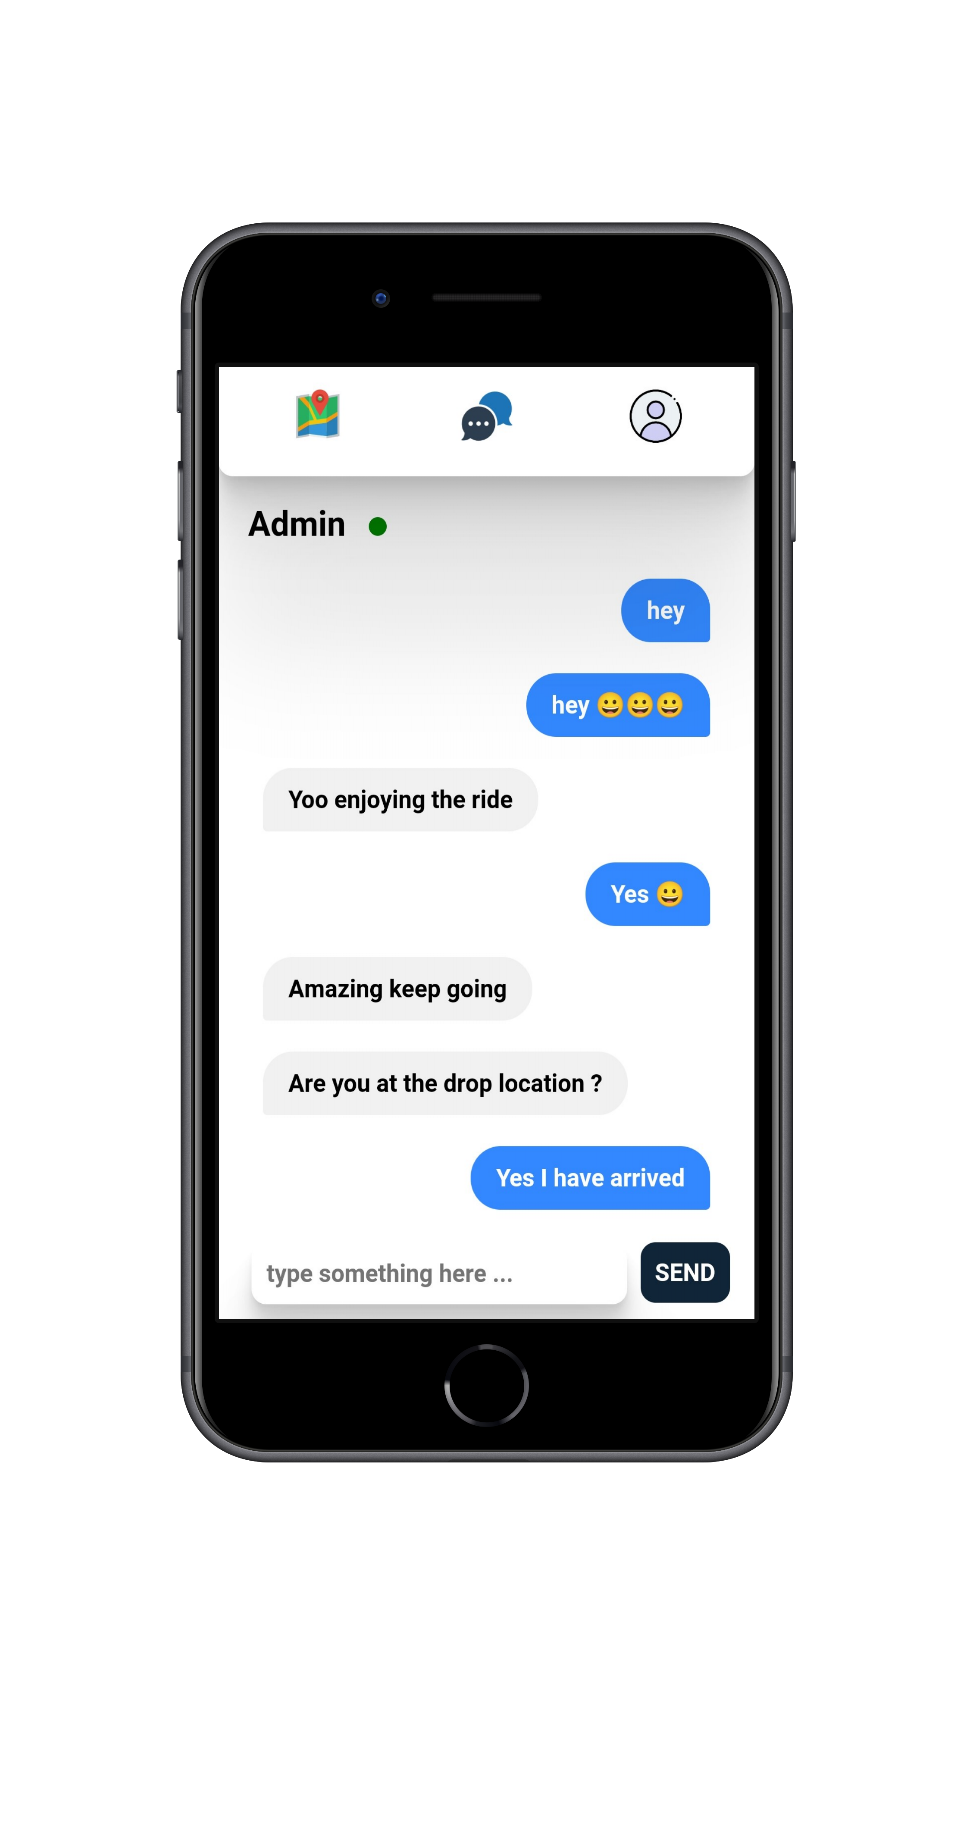 Admin
hey
hey 😀😀😀
Yoo enjoying the ride
Yes 😀
Amazing keep going
Are you at the drop location ?
Yes I have arrived
type something here ...
SEND